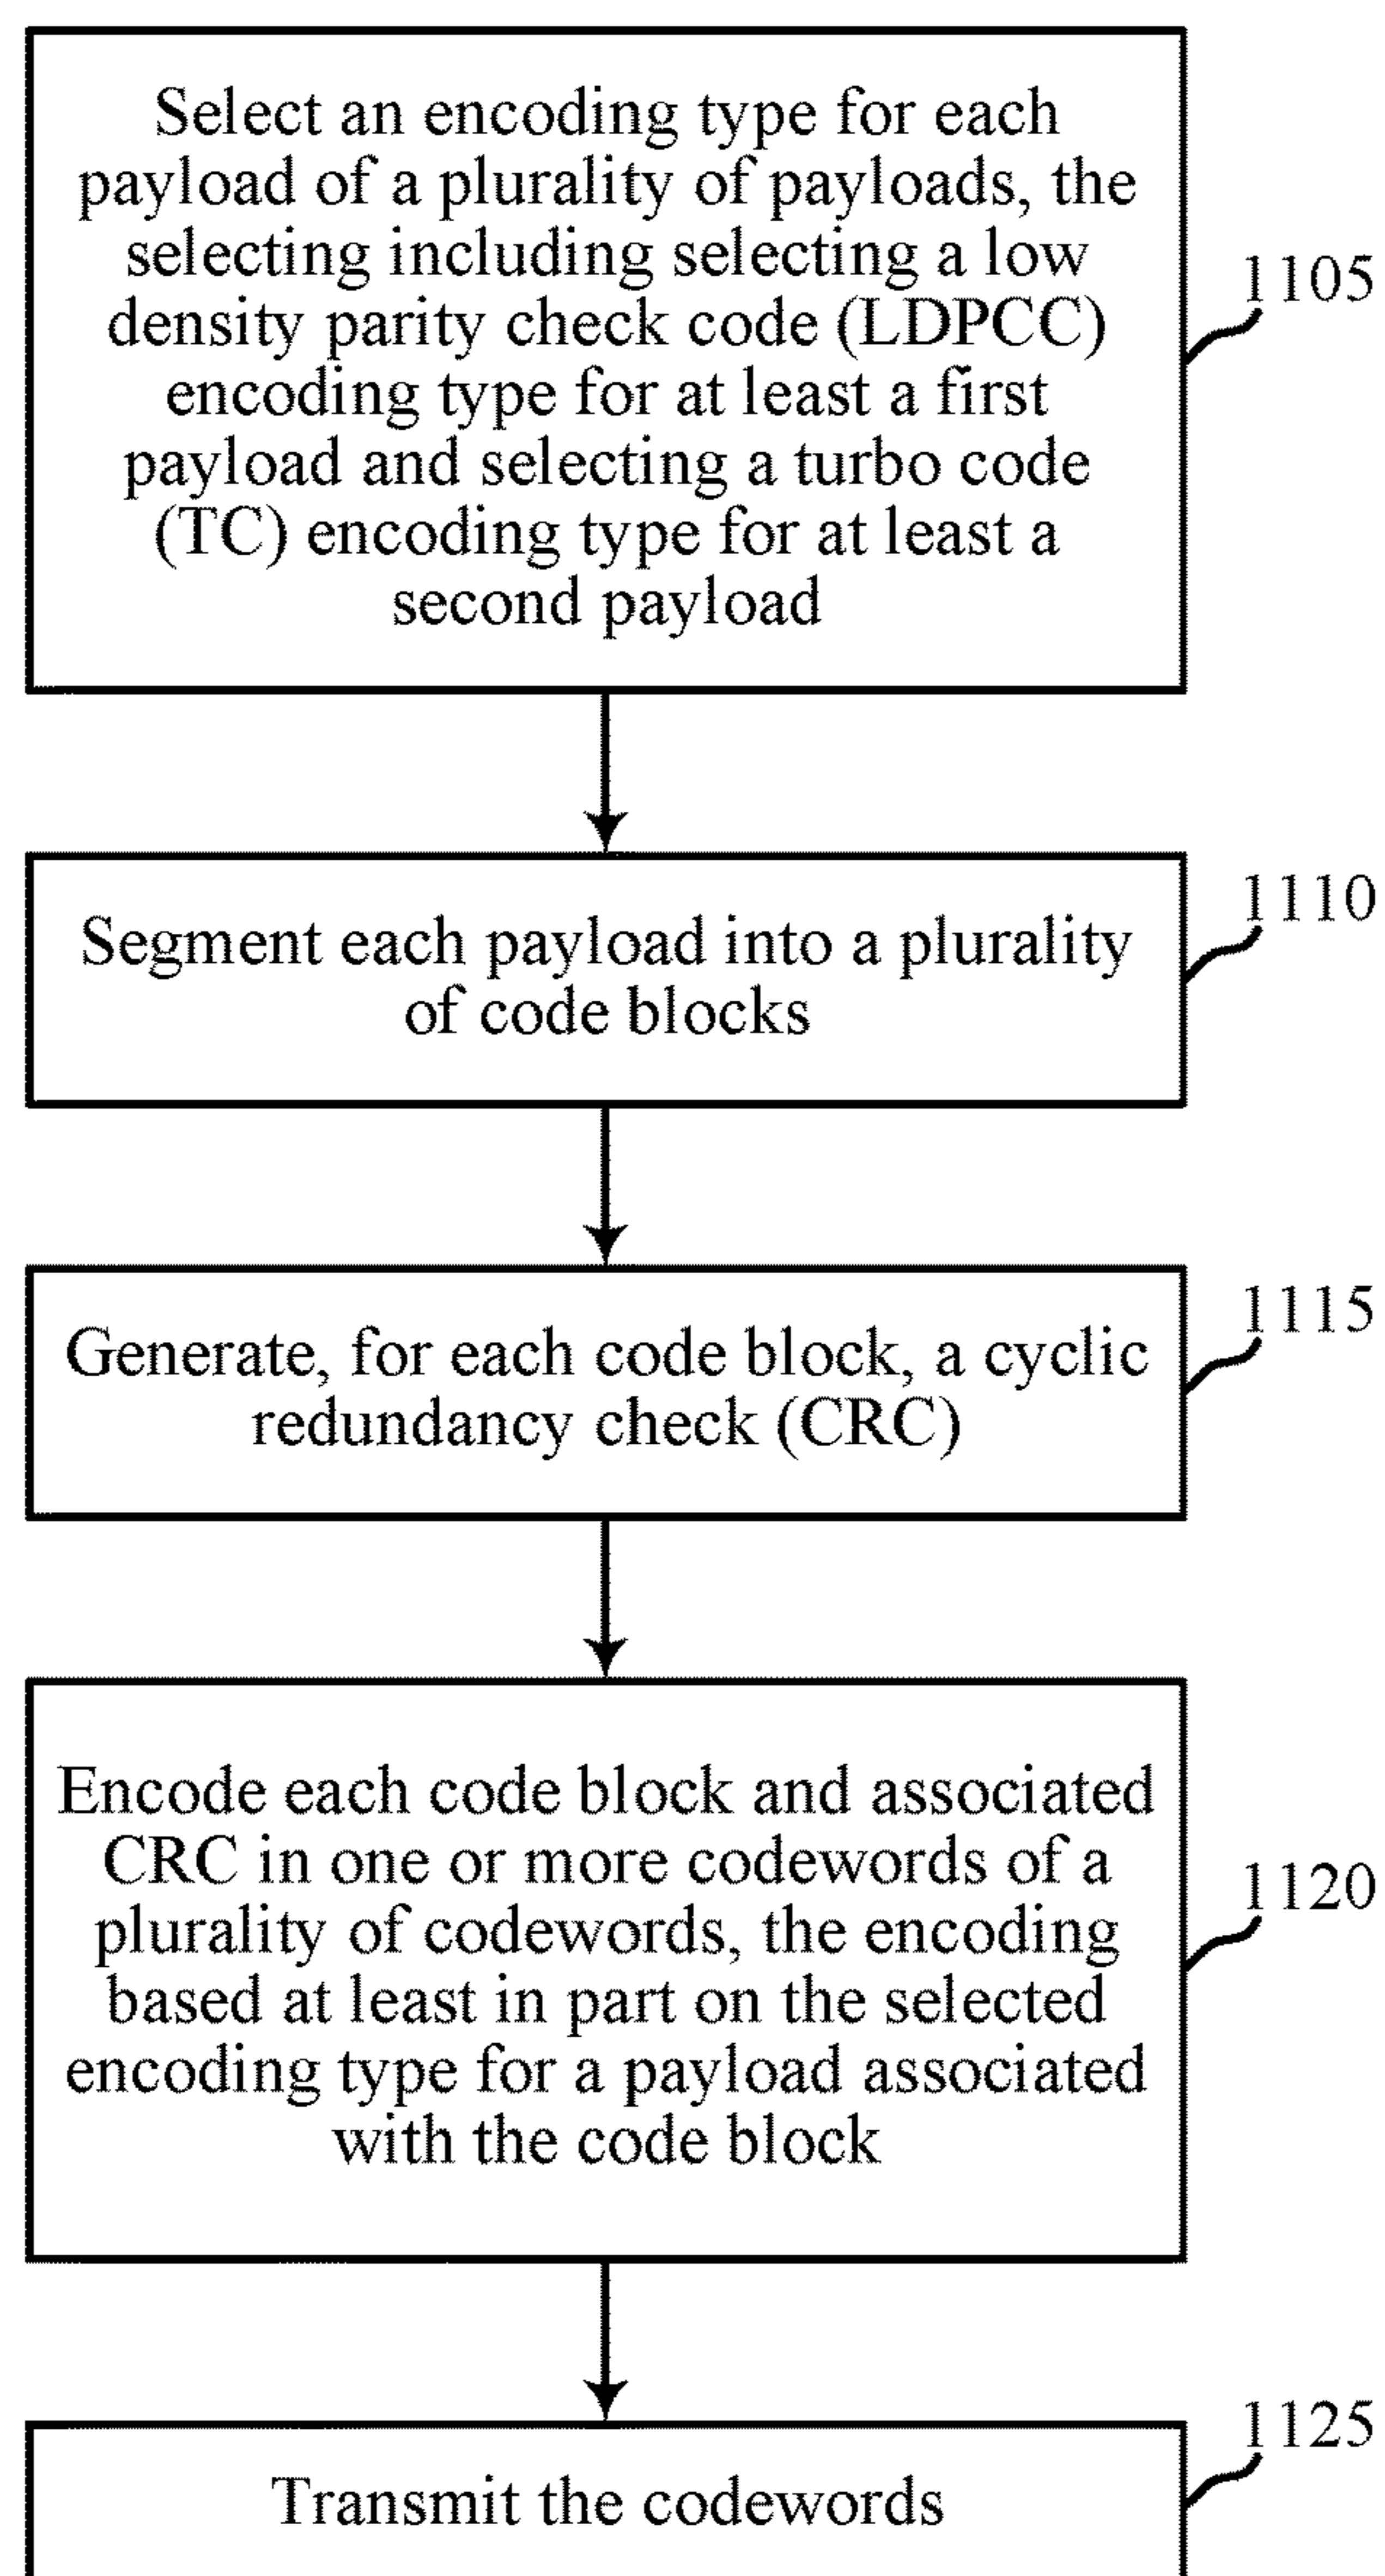 Select an encoding type for each
payload of a plurality of payloads, the
selecting including selecting a low
density parity check code (LDPCC)
encoding type for at least a first
payload and selecting a turbo code
(TC) encoding type for at least a
second payload
1105
Segment each payload into a plurality
of code blocks
1110
Generate, for each code block, a cyclic
redundancy check (CRC)
1115
Encode each code block and associated
CRC in one or more codewords of a
plurality of codewords, the encoding
based at least in part on the selected
encoding type for a payload associated
with the code block
1120
Transmit the codewords
1125